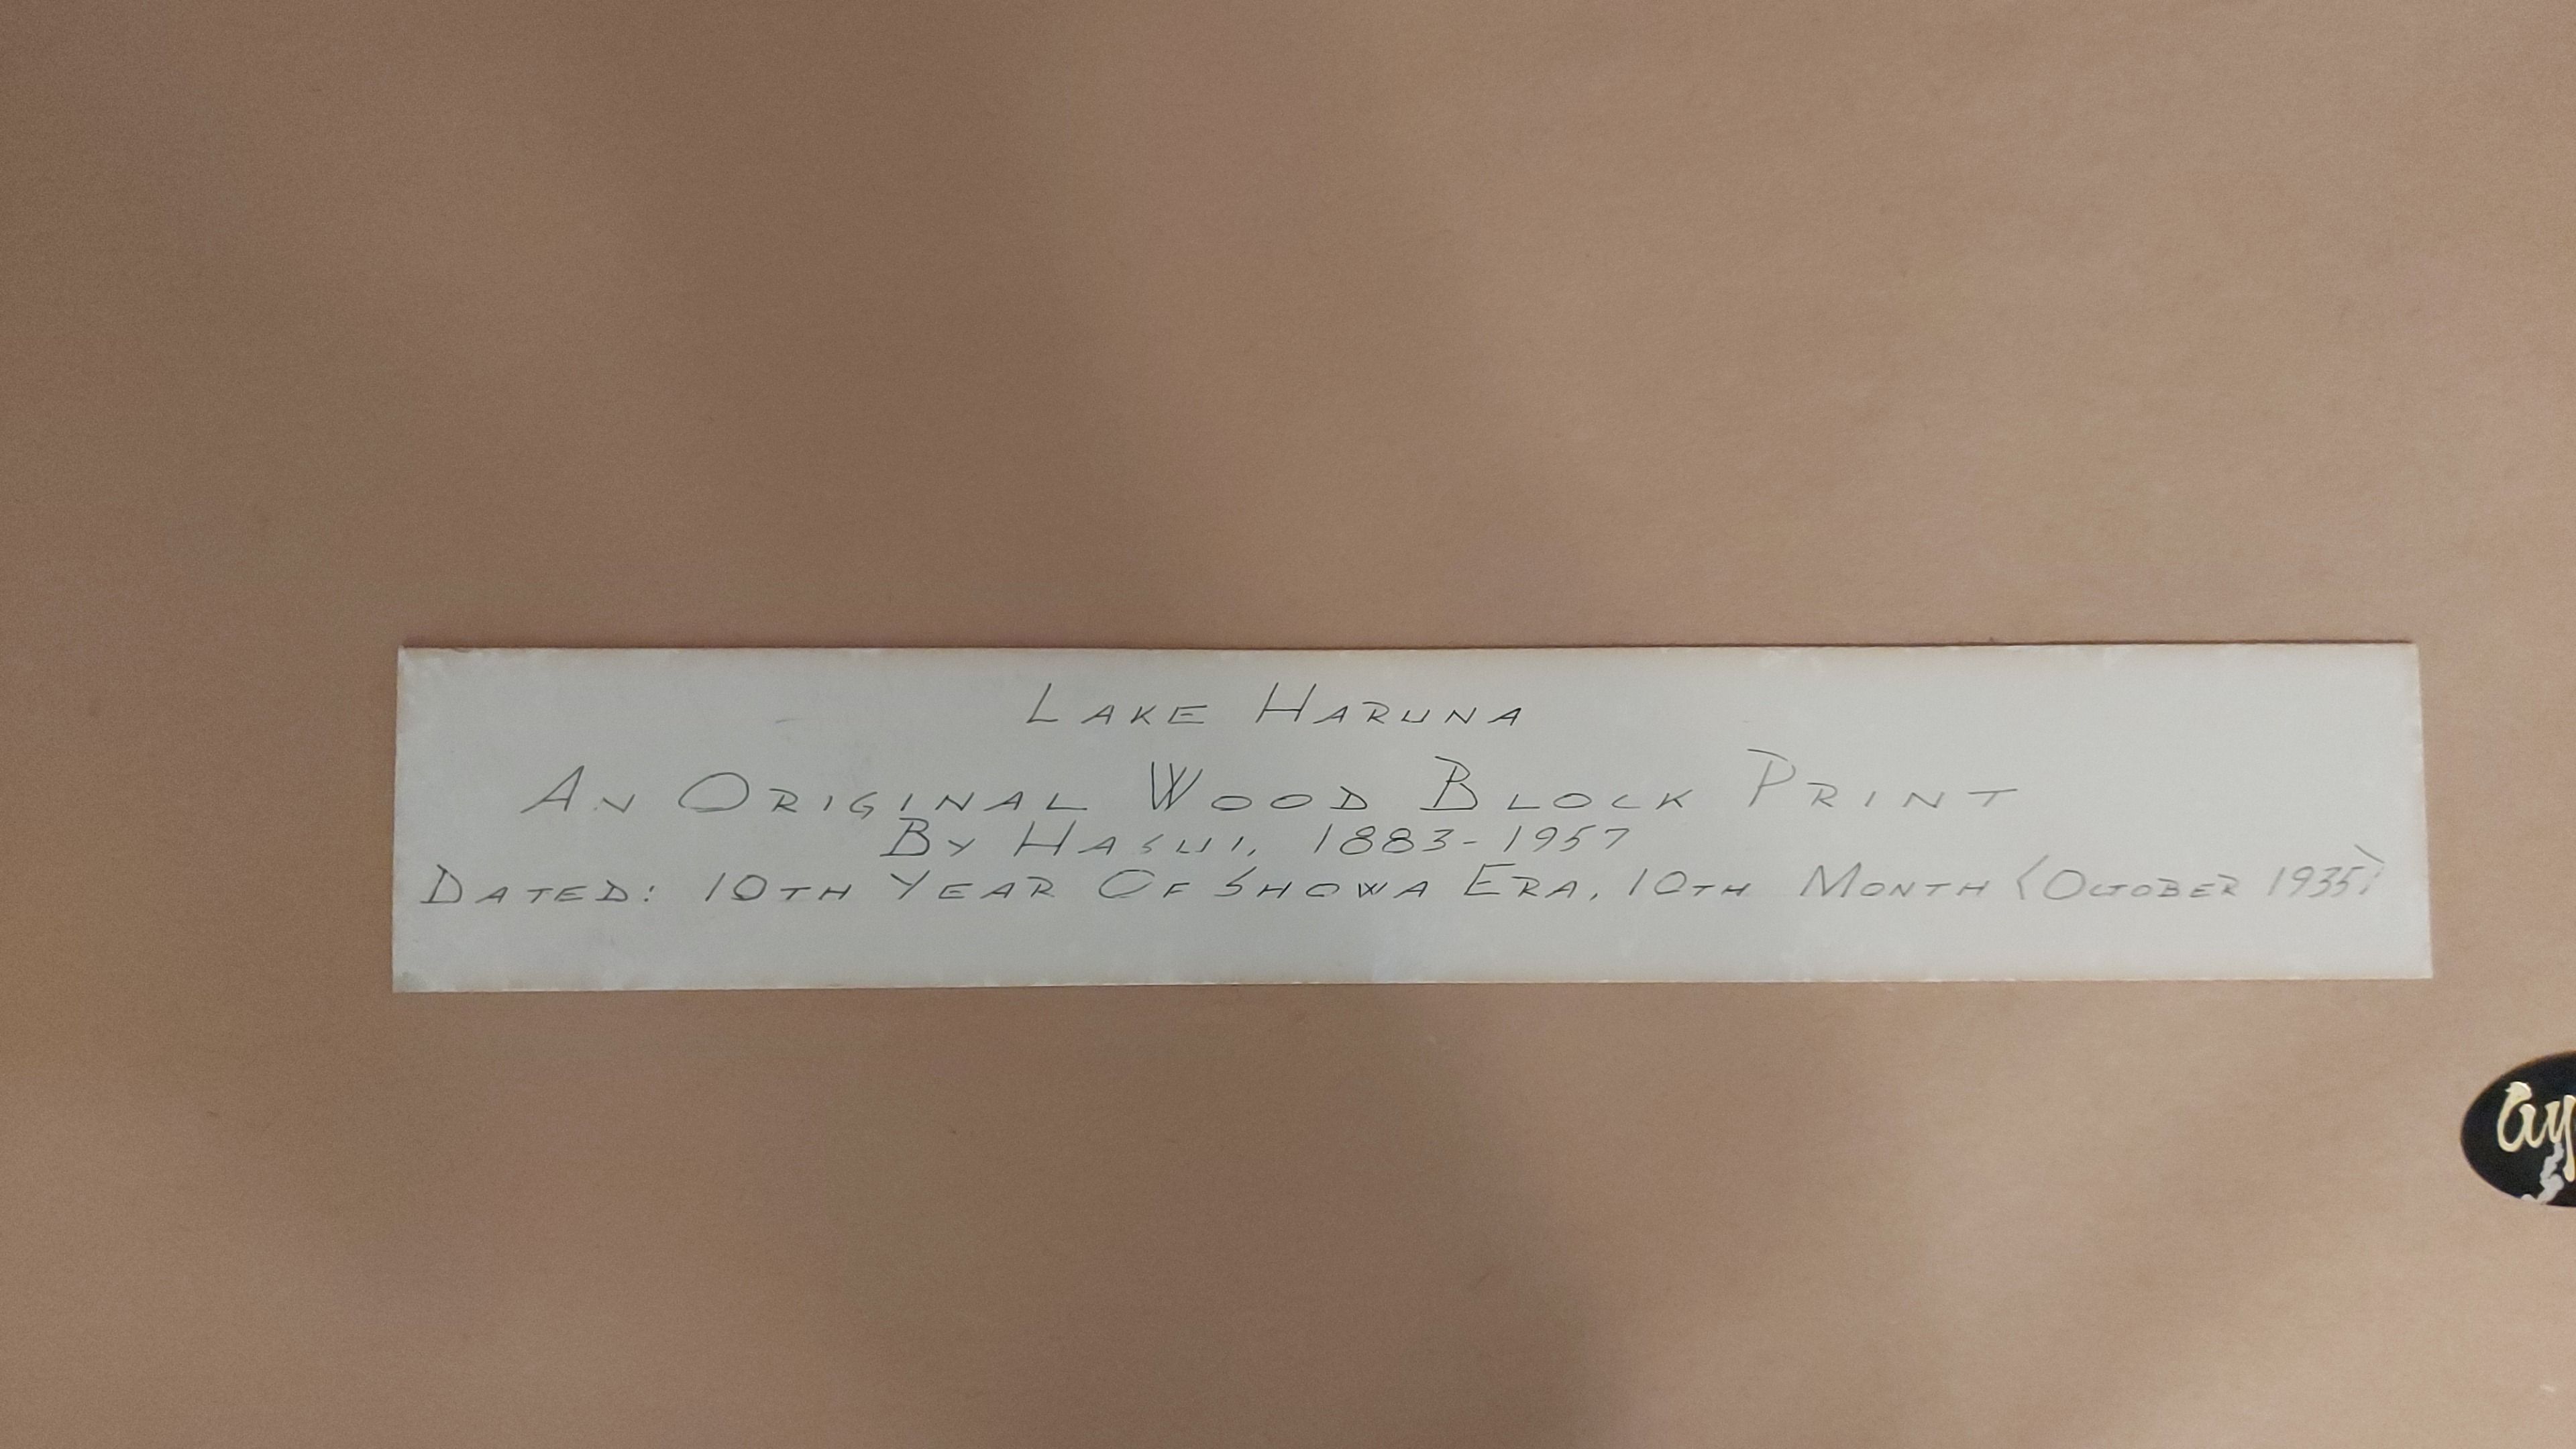 LAKE HARUNA
AN ORIGINAL WOOD BLOCK PRINT
BY HASUI, 1883-1957
DATED: 10TH YEAR OF SHOWA ERA, 10TH MONTH (OCTOBER 1935)